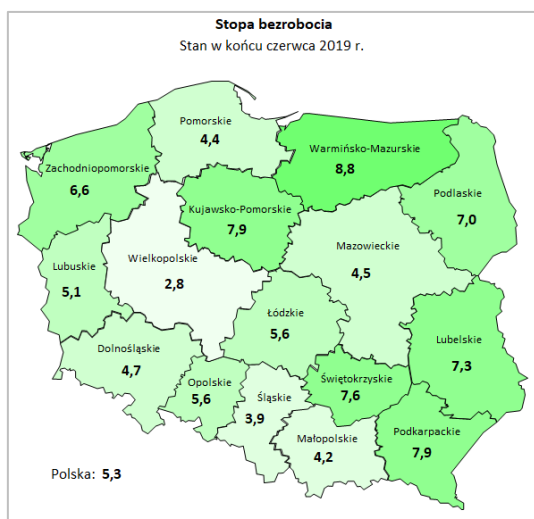 Stopa bezrobocia
Stan w końcu czerwca 2019 r.
Pomorskie
4,4
Warmińsko-Mazurskie
8,8
Zachodniopomorskie
6,6
Podlaskie
7,0
Kujawsko-Pomorskie
7,9
Mazowieckie
4,5
Wielkopolskie
2,8
Lubuskie
5,1
Łódzkie
5,6
Lubelskie
7,3
Dolnośląskie
4,7
Opolskie
5,6
Śląskie
3,9
Świętokrzyskie
7,6
Małopolskie
4,2
Podkarpackie
7,9
Polska: 5,3